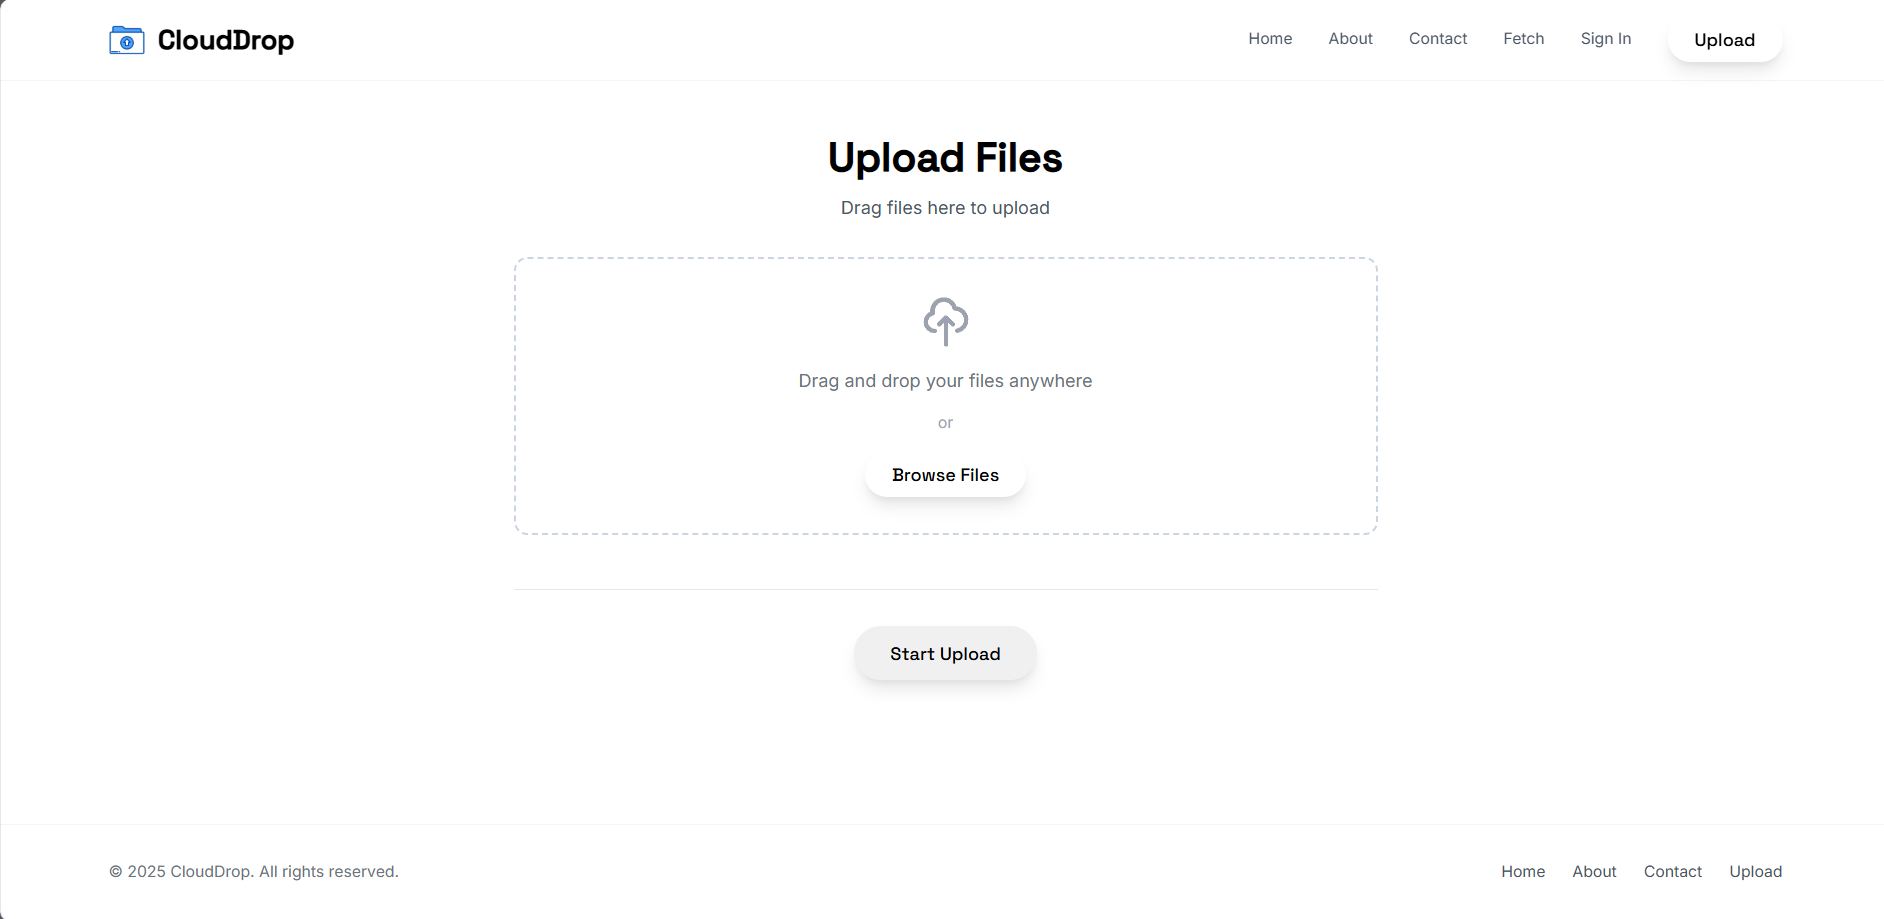 CloudDrop
Home About Contact Fetch Sign In Upload
Upload Files
Drag files here to upload
Drag and drop your files anywhere
or
Browse Files
Start Upload
© 2025 CloudDrop. All rights reserved.
Home About Contact Upload